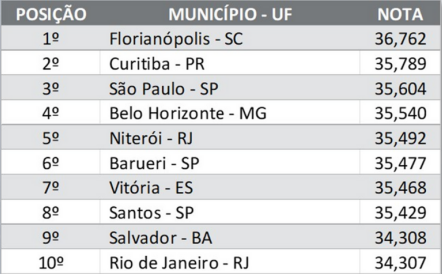 POSIÇÃO MUNICÍPIO - UF NOTA
1º Florianópolis - SC 36,762
2º Curitiba - PR 35,789
3º São Paulo - SP 35,604
4º Belo Horizonte - MG 35,540
5º Niterói - RJ 35,492
6º Barueri - SP 35,477
7º Vitória - ES 35,468
8º Santos - SP 35,429
9º Salvador - BA 34,308
10º Rio de Janeiro - RJ 34,307